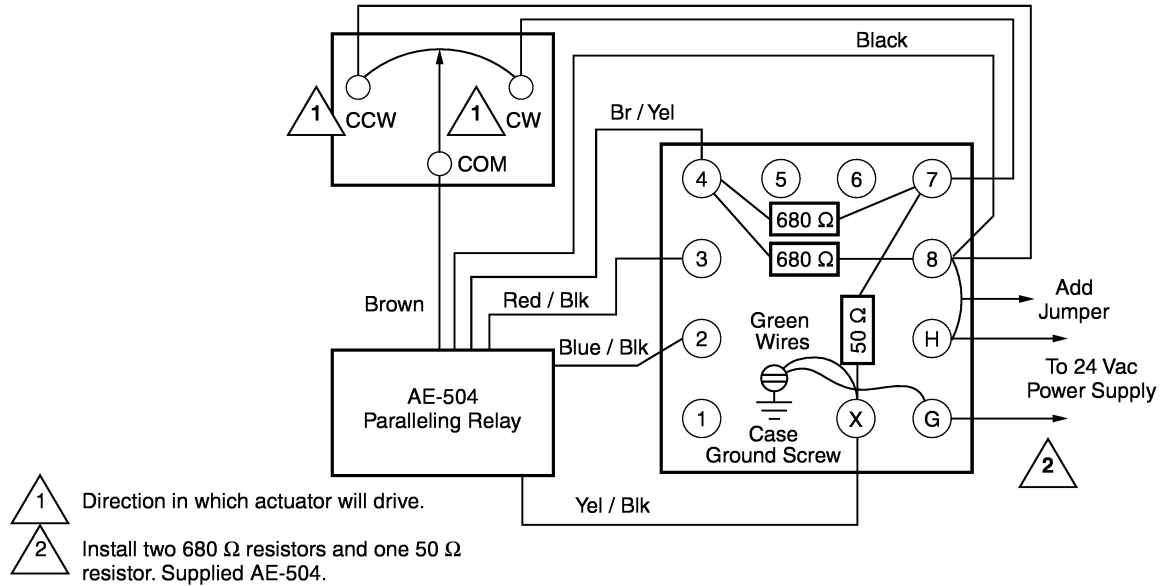 Black
1
CCW
1
CW
Br / Yel
COM
4
5
6
7
680 Ω
680 Ω
3
8
Brown
Red / Blk
Add
Jumper
Green
Wires
50 Ω
2
H
Blue / Blk
To 24 Vac
Power Supply
AE-504
Paralleling Relay
1
X
G
Case
Ground Screw
2
Yel / Blk
1
Direction in which actuator will drive.
2
Install two 680 Ω resistors and one 50 Ω
resistor. Supplied AE-504.